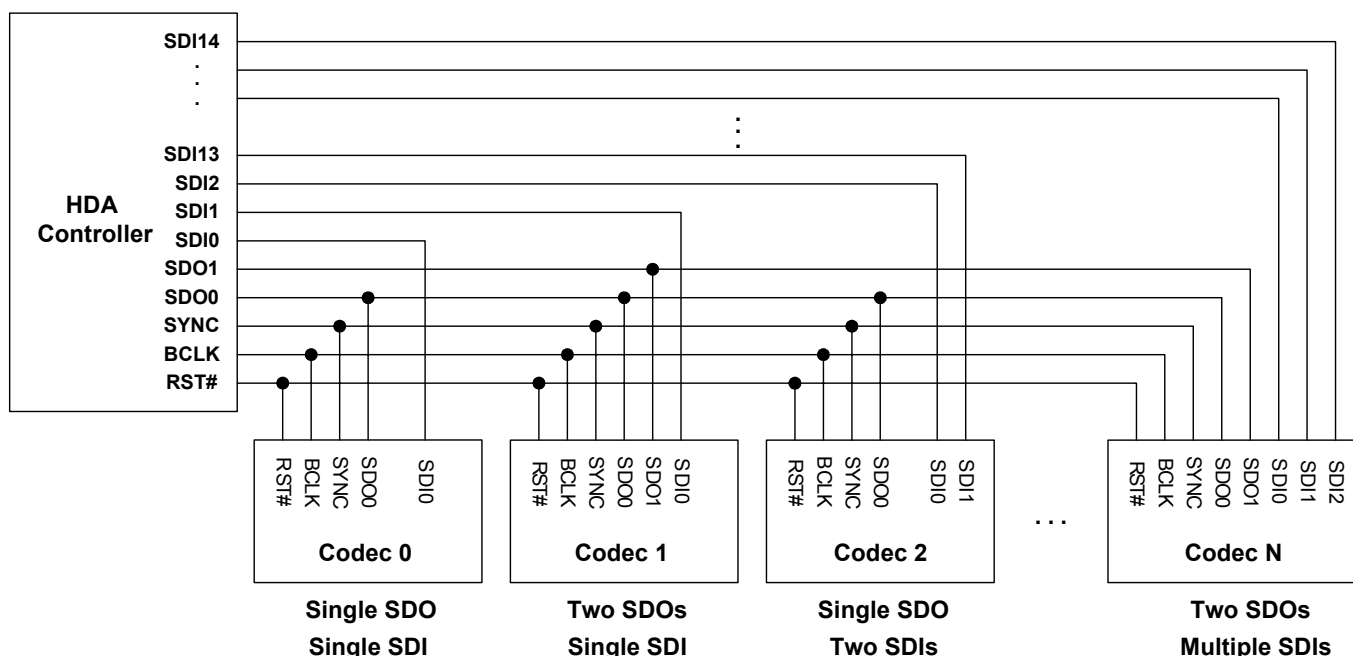 SDI14
.
.
.
SDI13
SDI2
SDI1
SDI0
SDO1
SDO0
SYNC
BCLK
RST#
HDA
Controller
.
.
.
RST#
BCLK
SYNC
SDO0
SDI0
Codec 0
Single SDO
Single SDI
RST#
BCLK
SYNC
SDO0
SDO1
SDI0
Codec 1
Two SDOs
Single SDI
RST#
BCLK
SYNC
SDO0
SDI0
SDI1
Codec 2
Single SDO
Two SDIs
. . .
RST#
BCLK
SYNC
SDO0
SDO1
SDI0
SDI1
SDI2
Codec N
Two SDOs
Multiple SDIs